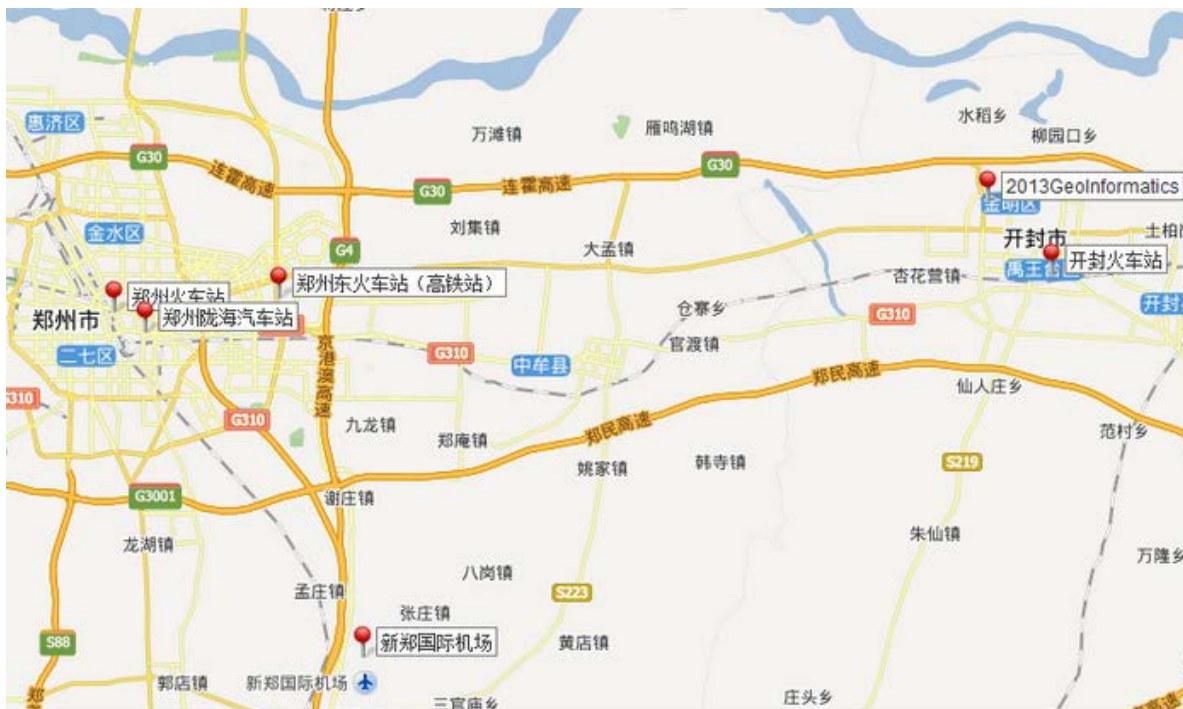 万滩镇
雁鸣湖镇
水稻乡
柳园口乡
惠济区
G30
连霍高速
G30
连霍高速
G30
2013GeoInformatics
金明区
金水区
刘集镇
大孟镇
开封市
G4
开封火车站
禹王台区
杏花营镇
郑州东火车站（高铁站）
郑州火车站
郑州陇海汽车站
郑州市
仓寨乡
G310
官渡镇
二七区
京港澳高速
G310
中牟县
郑民高速
仙人庄乡
G310
G310
九龙镇
郑庵镇
郑民高速
范村乡
姚家镇
韩寺镇
S219
G3001
谢庄镇
龙湖镇
朱仙镇
万隆乡
八岗镇
孟庄镇
S223
张庄镇
S88
新郑国际机场
黄店镇
郭店镇
新郑国际机场
三官庙乡
庄头乡
郑